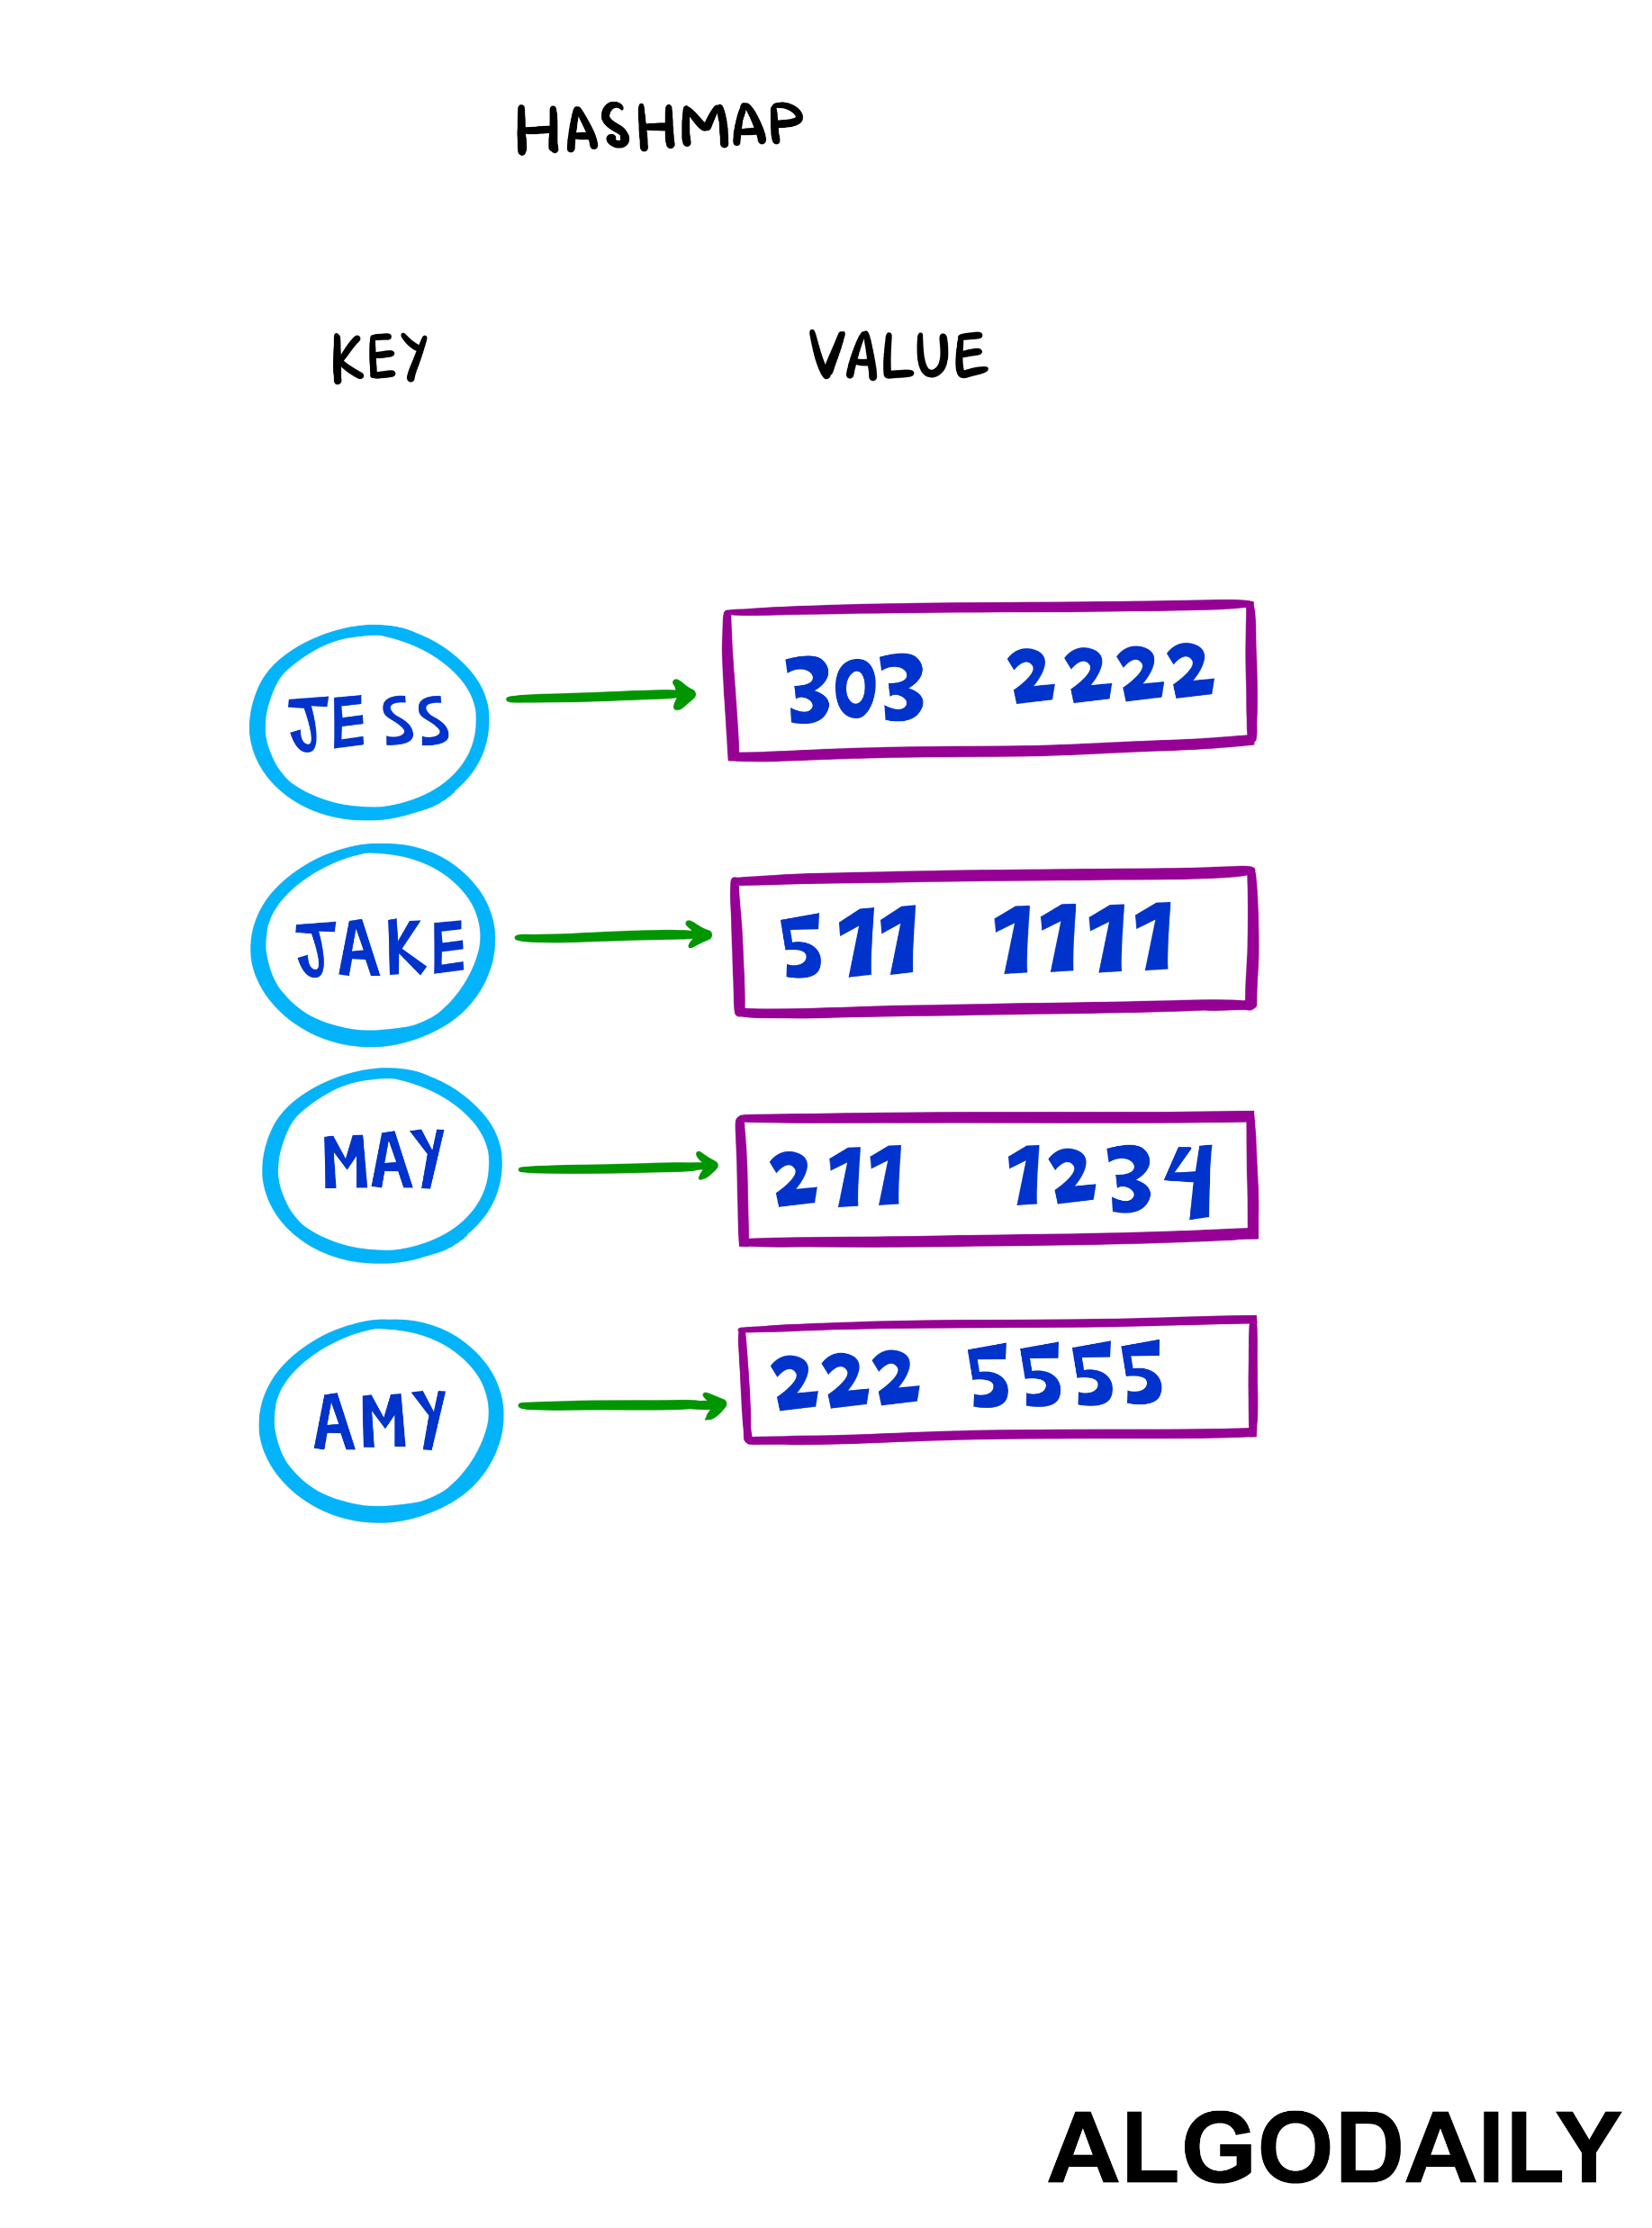 HASHMAP
KEY VALUE
JESS 303 2222
JAKE 511 1111
MAY 211 1234
AMY 222 5555
ALGODAILY